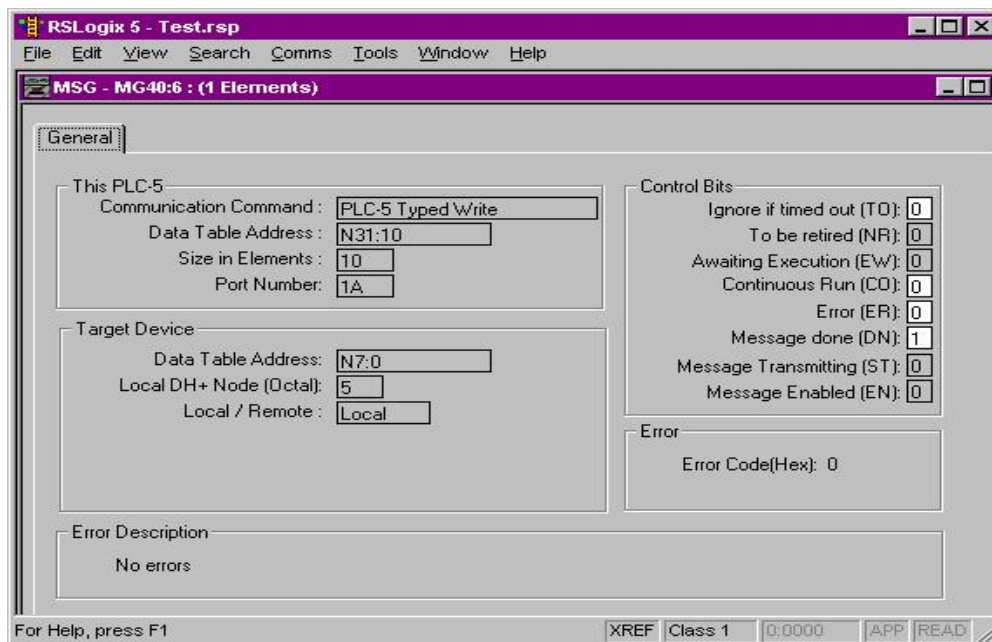 RSLogix 5 - Test.rsp
File Edit View Search Comms Tools Window Help
MSG - MG40:6 : (1 Elements)
General
This PLC-5
Communication Command : PLC-5 Typed Write
Data Table Address : N31:10
Size in Elements : 10
Port Number: 1A
Target Device
Data Table Address: N7:0
Local DH+ Node (Octal): 5
Local / Remote : Local
Control Bits
Ignore if timed out (TO): 0
To be retired (NR): 0
Awaiting Execution (EW): 0
Continuous Run (CO): 0
Error (ER): 0
Message done (DN): 1
Message Transmitting (ST): 0
Message Enabled (EN): 0
Error
Error Code(Hex): 0
Error Description
No errors
For Help, press F1 XREF Class 1 0:0000 APP READ